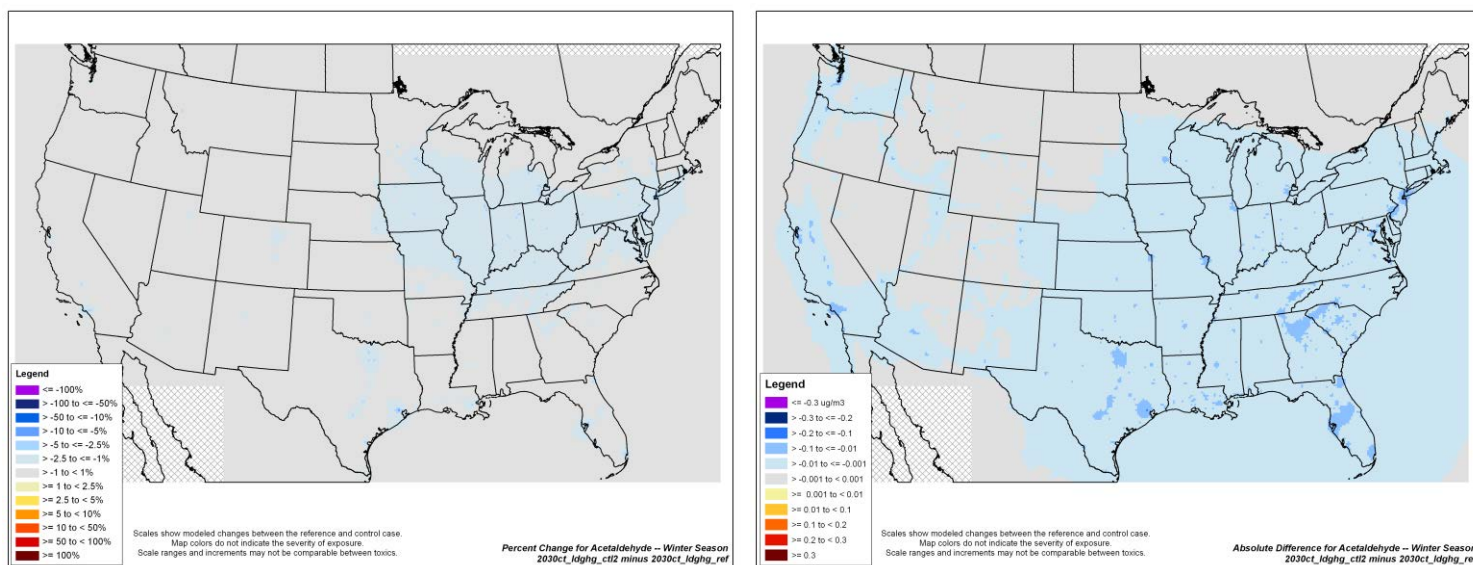 Legend
<= -100%
> -100 to <= -50%
> -50 to <= -10%
> -10 to <= -5%
> -5 to <= -2.5%
> -2.5 to <= -1%
> -1 to < 1%
>= 1 to < 2.5%
>= 2.5 to < 5%
>= 5 to < 10%
>= 10 to < 50%
>= 50 to < 100%
>= 100%
Scales show modeled changes between the reference and control case.
Map colors do not indicate the severity of exposure.
Scale ranges and increments may not be comparable between toxics.
Percent Change for Acetaldehyde -- Winter Season
2030ct_ldghg_ctl2 minus 2030ct_ldghg_ref
Legend
<= -0.3 ug/m3
> -0.3 to <= -0.2
> -0.2 to <= -0.1
> -0.1 to <= -0.01
> -0.01 to <= -0.001
> -0.001 to < 0.001
>= 0.001 to < 0.01
>= 0.01 to < 0.1
>= 0.1 to < 0.2
>= 0.2 to < 0.3
>= 0.3
Scales show modeled changes between the reference and control case.
Map colors do not indicate the severity of exposure.
Scale ranges and increments may not be comparable between toxics.
Absolute Difference for Acetaldehyde -- Winter Season
2030ct_ldghg_ctl2 minus 2030ct_ldghg_ref